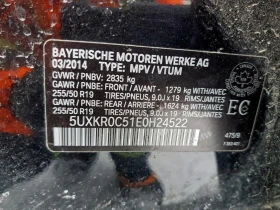 BAYERISCHE MOTOREN WERKE AG
03/2014 TYPE: MPV / VTUM
GVWR / PNBV: 2835 kg
GAWR / PNBE: FRONT / AVANT - 1279 kg WITH/AVEC
255/50 R19 TIRES/PNEUS, 9.0J x 19 RIMS/JANTES
GAWR / PNBE: REAR / ARRIERE - 1624 kg WITH/AVEC
255/50 R19 TIRES/PNEUS, 9.0J x 19 RIMS/JANTES
EC
5UXKR0C51E0H24522
475/9